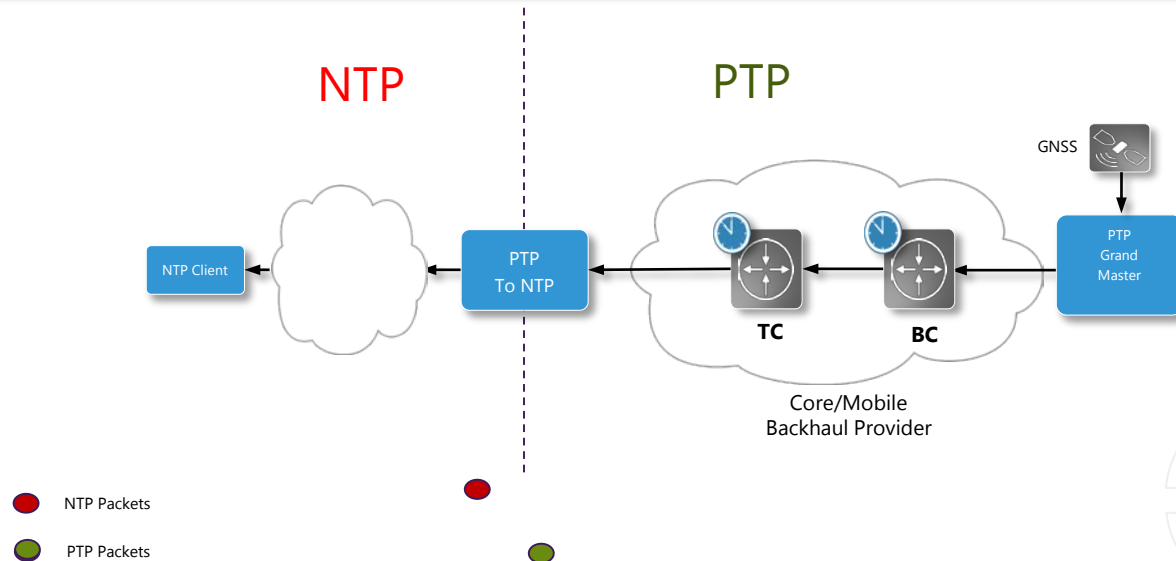 NTP
PTP
GNSS
PTP
Grand
Master
NTP Client
PTP
To NTP
TC
BC
Core/Mobile
Backhaul Provider
NTP Packets
PTP Packets